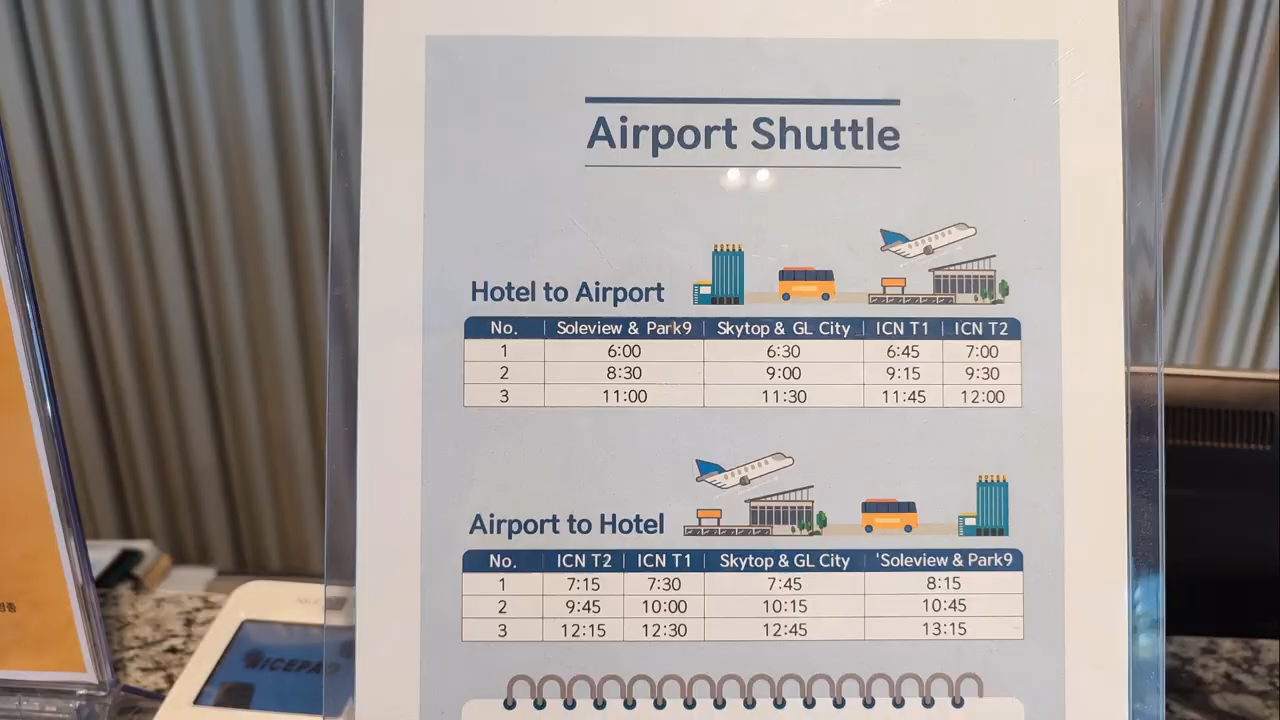 Airport Shuttle
Hotel to Airport
No. Soleview & Park9 Skytop & GL City ICN T1 ICN T2
1 6:00 6:30 6:45 7:00
2 8:30 9:00 9:15 9:30
3 11:00 11:30 11:45 12:00
Airport to Hotel
No. ICN T2 ICN T1 Skytop & GL City 'Soleview & Park9
1 7:15 7:30 7:45 8:15
2 9:45 10:00 10:15 10:45
3 12:15 12:30 12:45 13:15